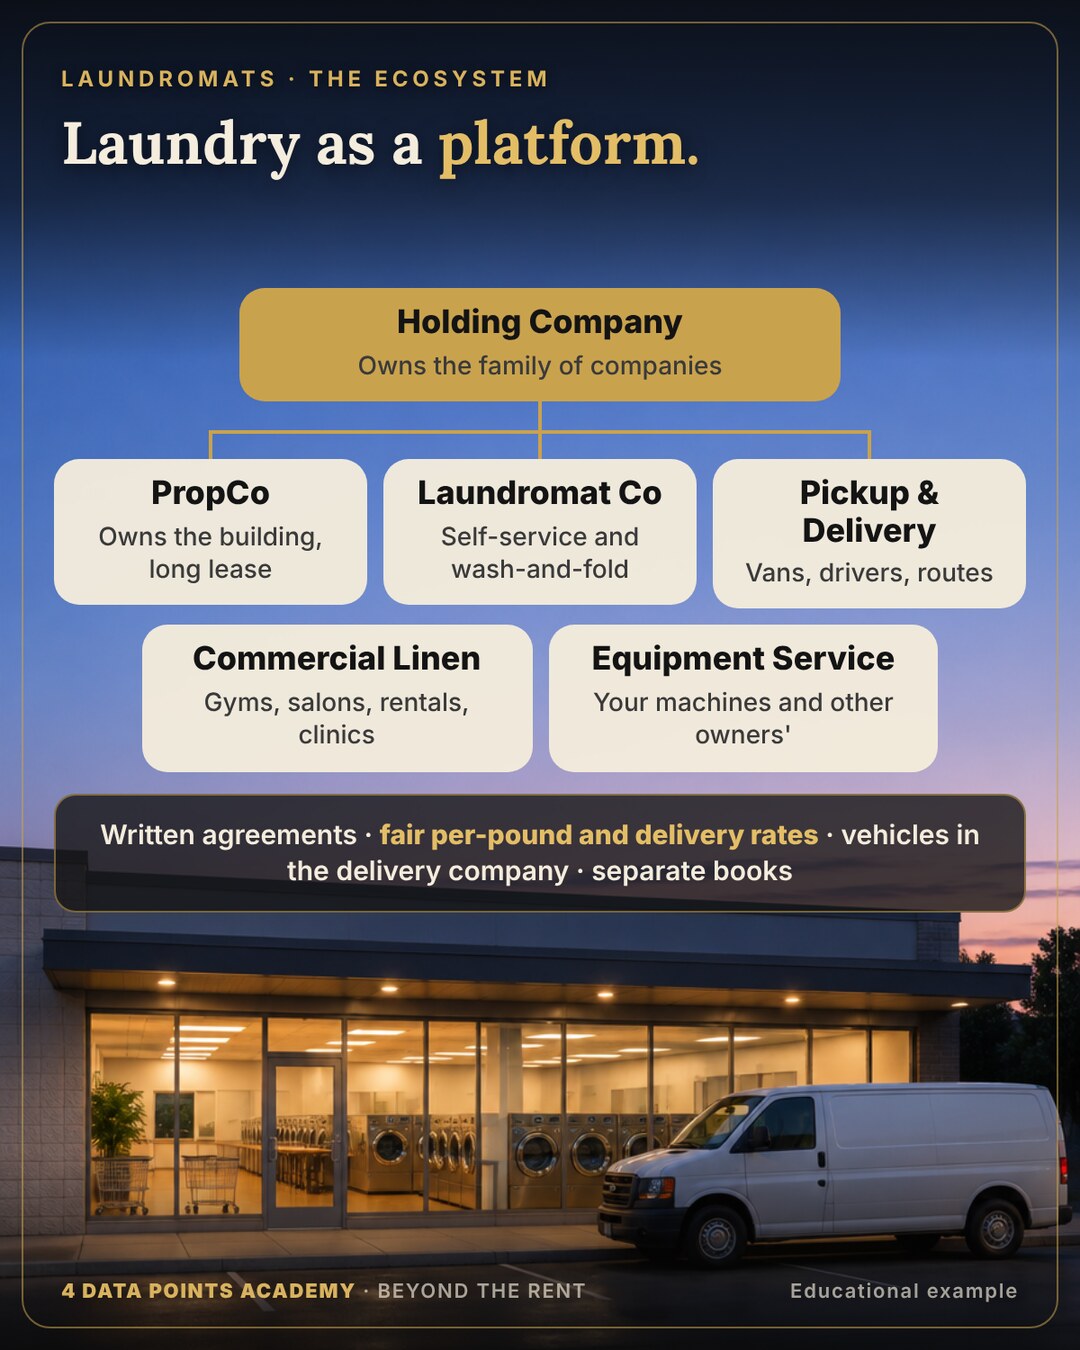 LAUNDROMATS · THE ECOSYSTEM
Laundry as a platform.
Holding Company
Owns the family of companies
PropCo
Owns the building,
long lease
Laundromat Co
Self-service and
wash-and-fold
Pickup &
Delivery
Vans, drivers, routes
Commercial Linen
Gyms, salons, rentals,
clinics
Equipment Service
Your machines and other
owners'
Written agreements · fair per-pound and delivery rates · vehicles in
the delivery company · separate books
4 DATA POINTS ACADEMY · BEYOND THE RENT
Educational example